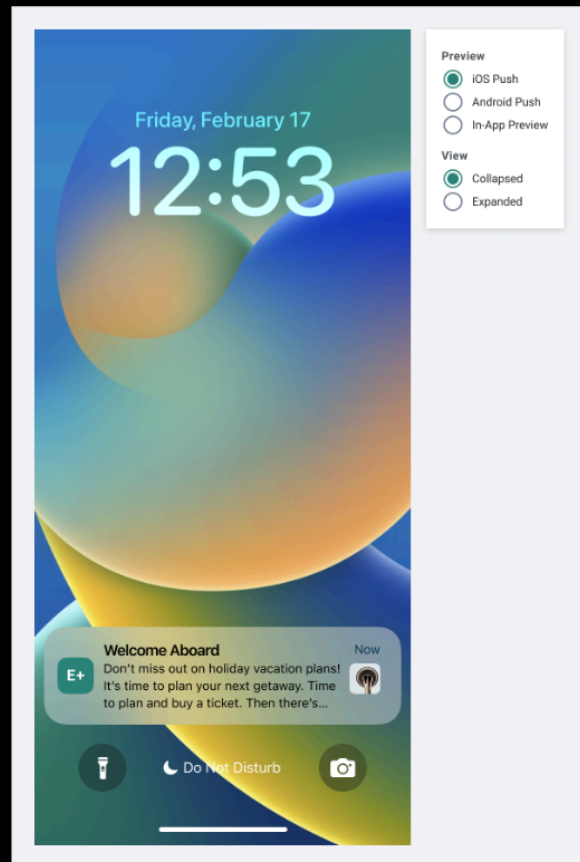 Friday, February 17
12:53
Welcome Aboard
Now
E+
Don't miss out on holiday vacation plans!
It's time to plan your next getaway. Time
to plan and buy a ticket. Then there's...
Do Not Disturb
Preview
iOS Push
Android Push
In-App Preview
View
Collapsed
Expanded